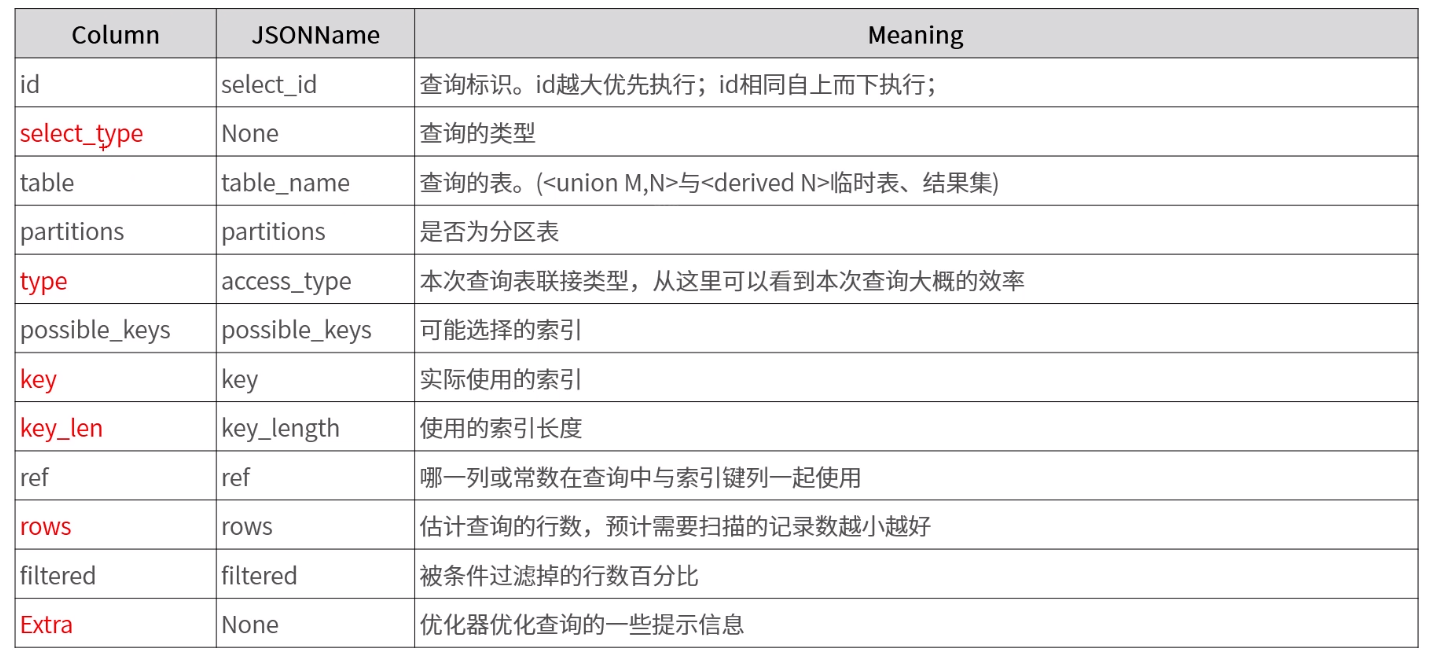 Column JSONName Meaning
id select_id 查询标识。id越大优先执行；id相同自上而下执行；
select_type None 查询的类型
table table_name 查询的表。(<union M,N>与<derived N>临时表、结果集)
partitions partitions 是否为分区表
type access_type 本次查询表联接类型，从这里可以看到本次查询大概的效率
possible_keys possible_keys 可能选择的索引
key key 实际使用的索引
key_len key_length 使用的索引长度
ref ref 哪一列或常数在查询中与索引键列一起使用
rows rows 估计查询的行数，预计需要扫描的记录数越小越好
filtered filtered 被条件过滤掉的行数百分比
Extra None 优化器优化查询的一些提示信息